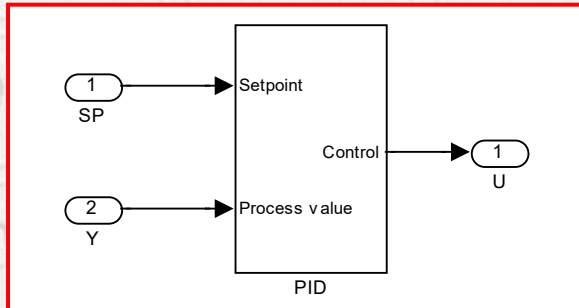 1
SP
Setpoint
Control
1
U
2
Y
Process value
PID